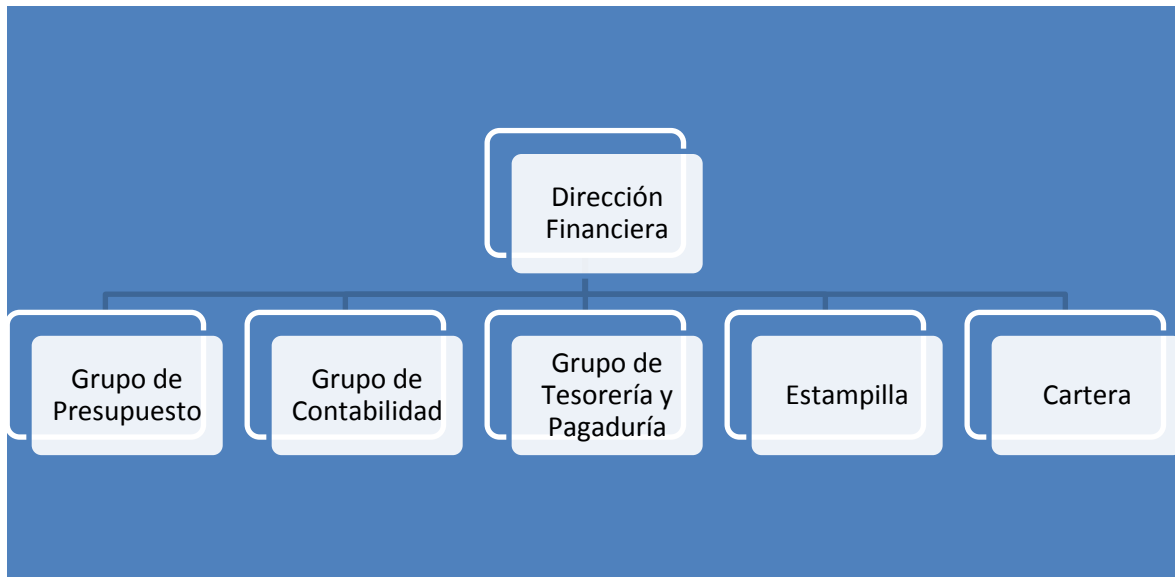 Dirección
Financiera
Grupo de
Presupuesto
Grupo de
Contabilidad
Grupo de
Tesorería y
Pagaduría
Estampilla
Cartera